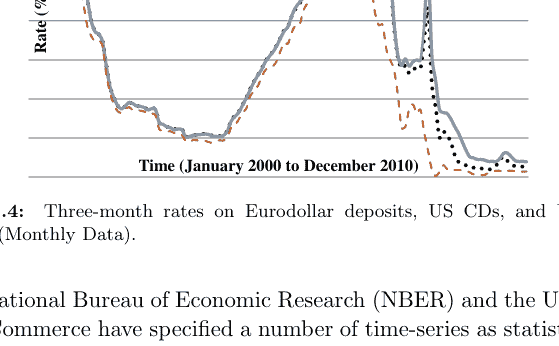 Rate (%
Time (January 2000 to December 2010)
.4: Three-month rates on Eurodollar deposits, US CDs, and
(Monthly Data).
ational Bureau of Economic Research (NBER) and the U
Commerce have specified a number of time-series as statis